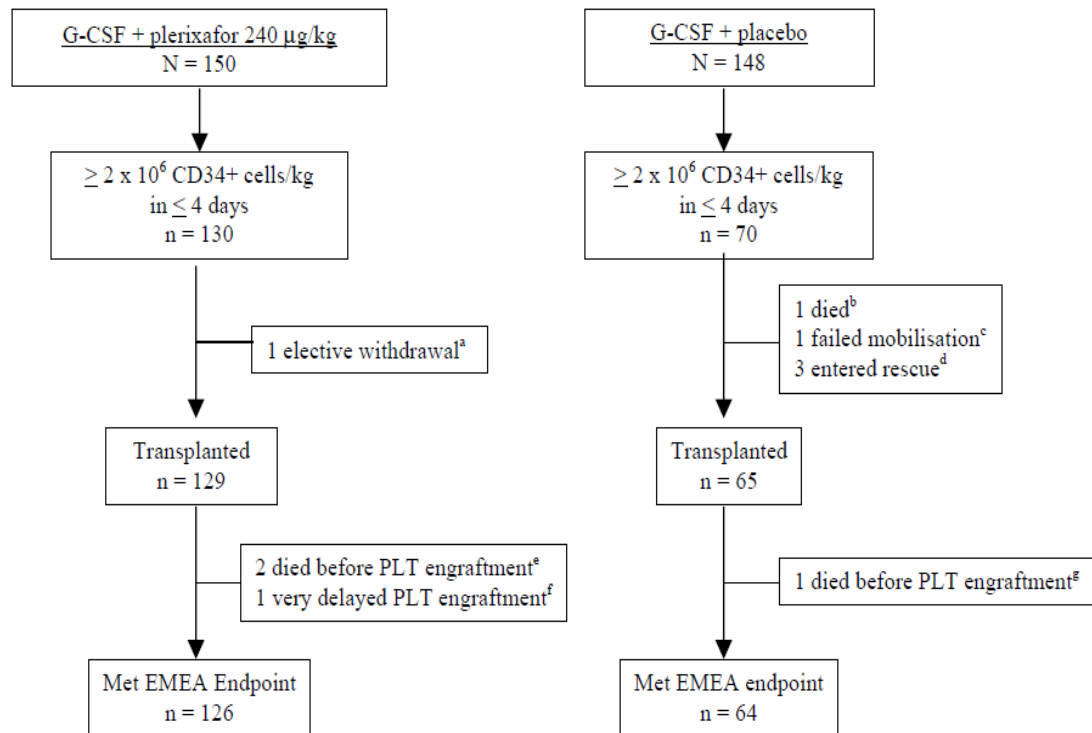 G-CSF + plerixafor 240 µg/kg
N = 150
≥ 2 x 10⁶ CD34+ cells/kg
in ≤ 4 days
n = 130
1 elective withdrawalᵃ
Transplanted
n = 129
2 died before PLT engraftmentᵉ
1 very delayed PLT engraftmentᶠ
Met EMEA Endpoint
n = 126
G-CSF + placebo
N = 148
≥ 2 x 10⁶ CD34+ cells/kg
in ≤ 4 days
n = 70
1 diedᵇ
1 failed mobilisationᶜ
3 entered rescueᵈ
Transplanted
n = 65
1 died before PLT engraftmentᵍ
Met EMEA endpoint
n = 64